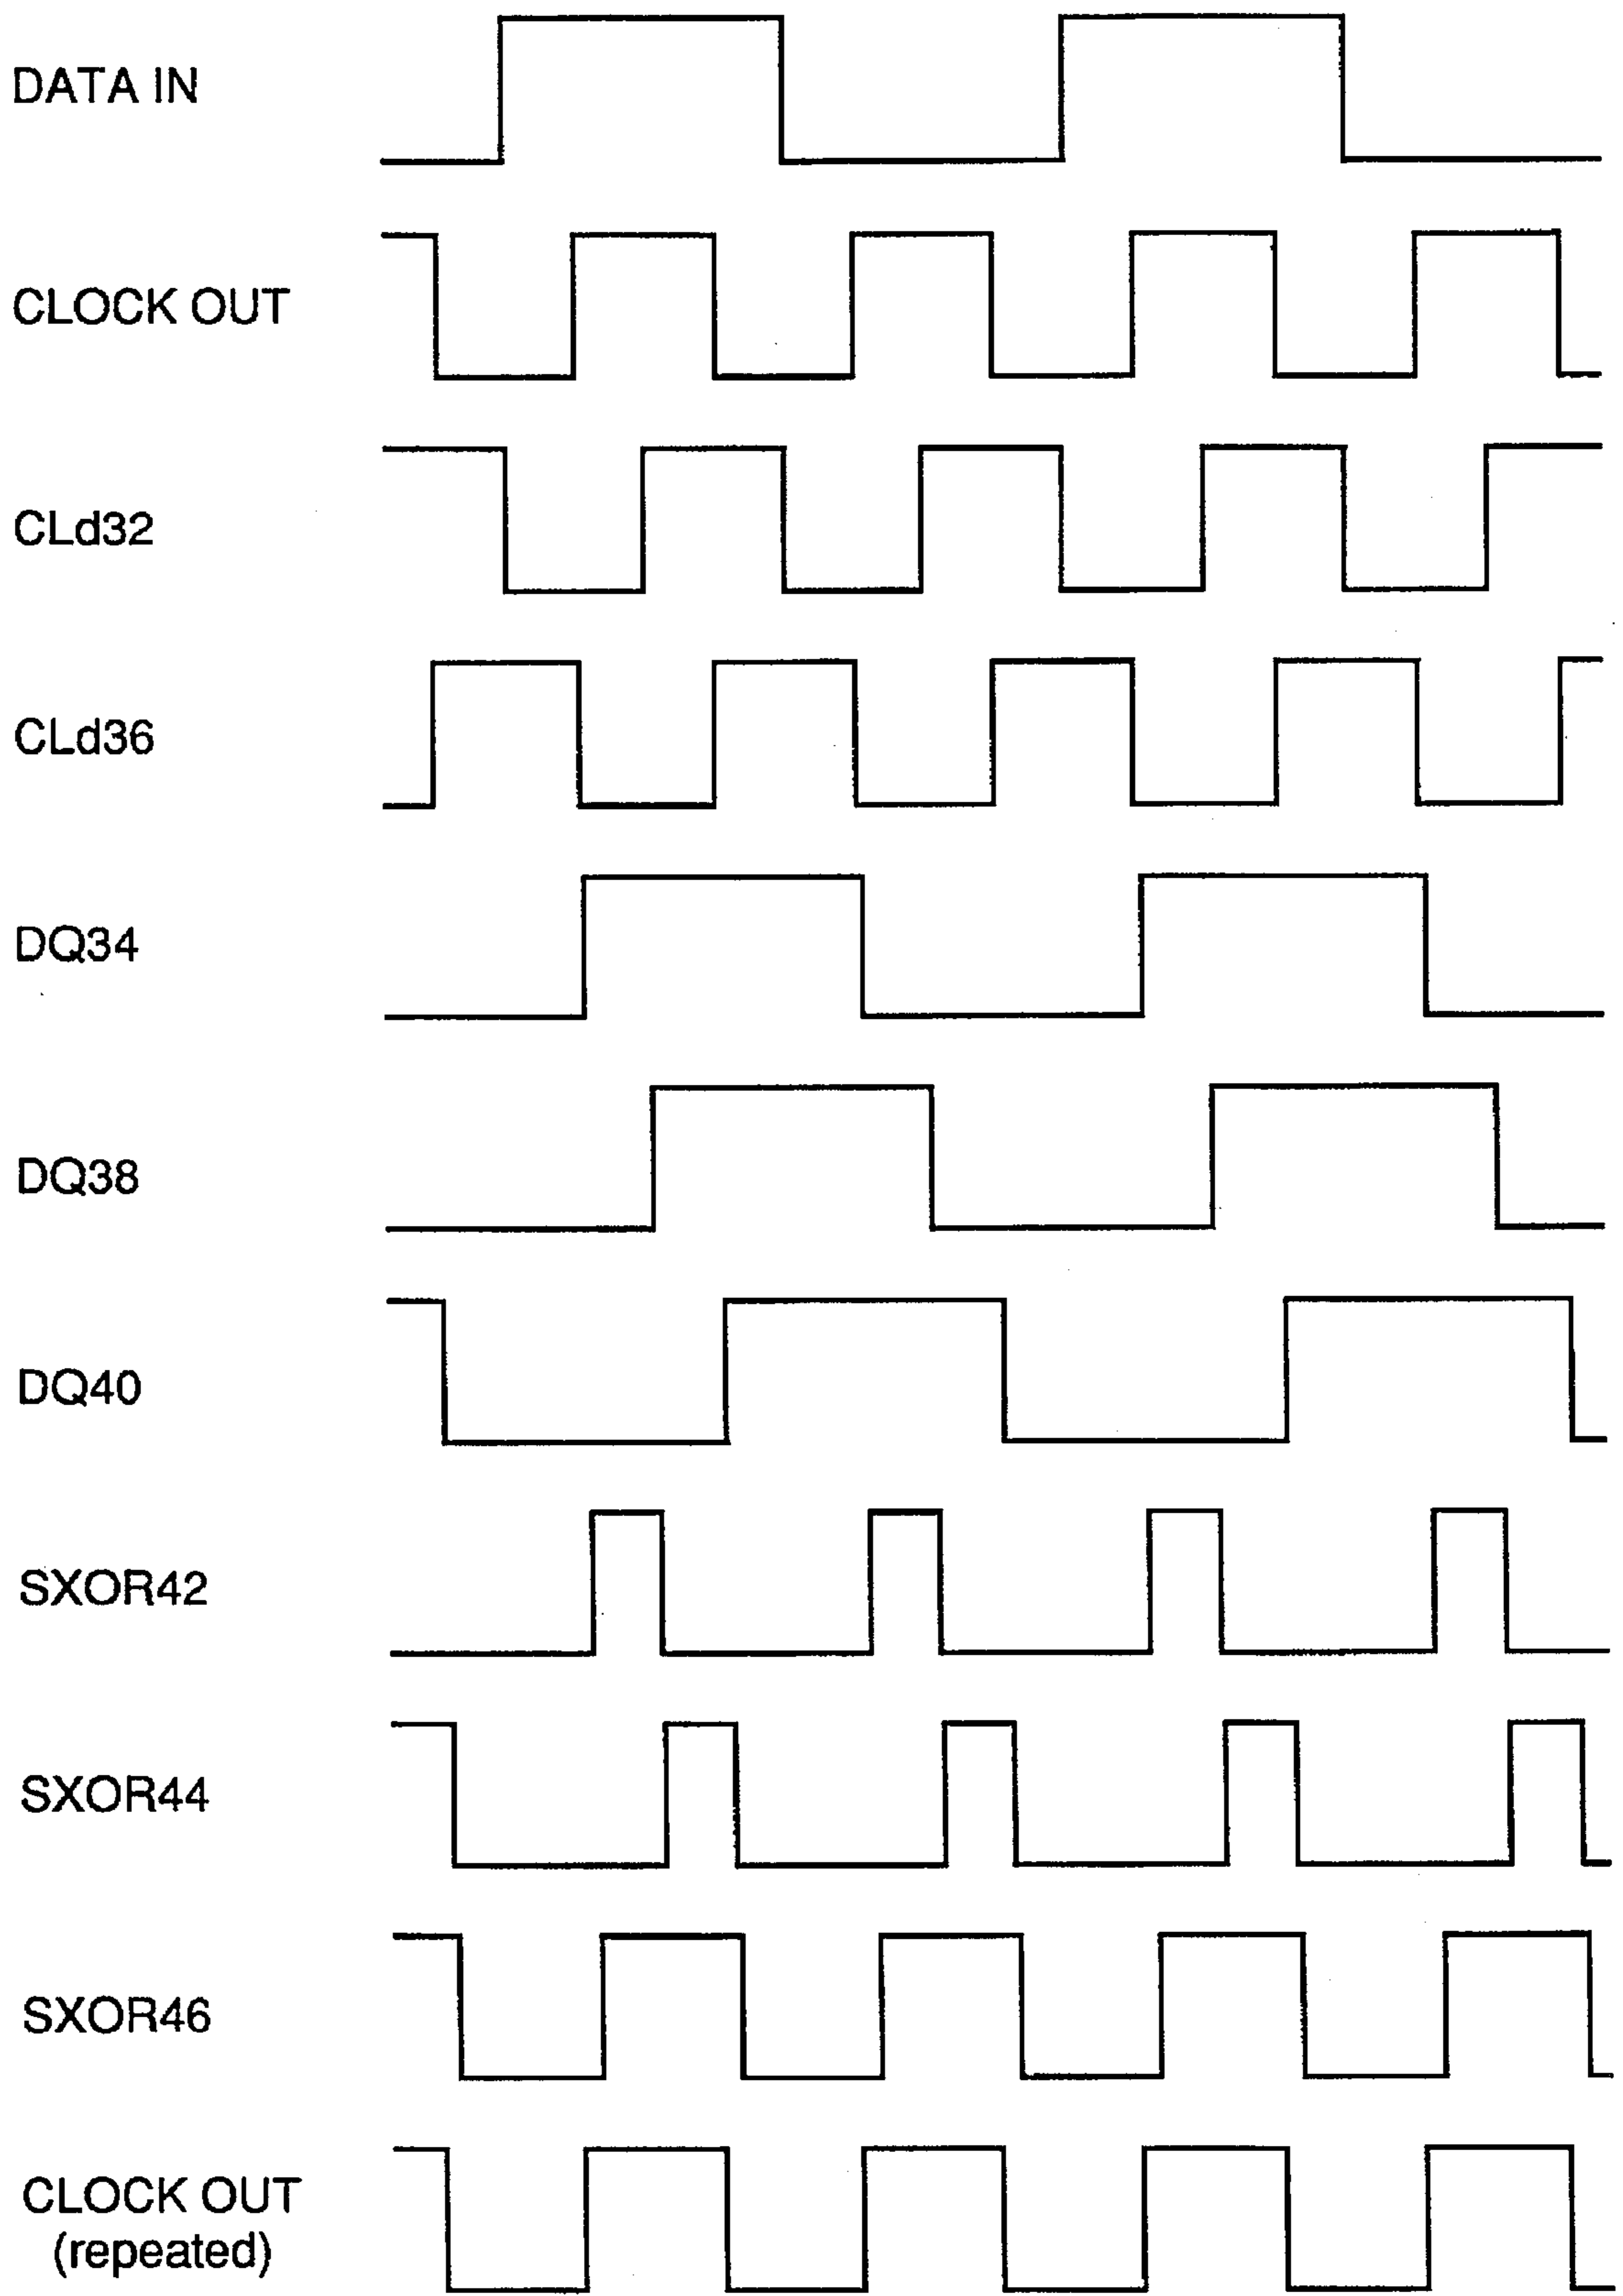 DATA IN
CLOCK OUT
CLd32
CLd36
DQ34
DQ38
DQ40
SXOR42
SXOR44
SXOR46
CLOCK OUT
(repeated)